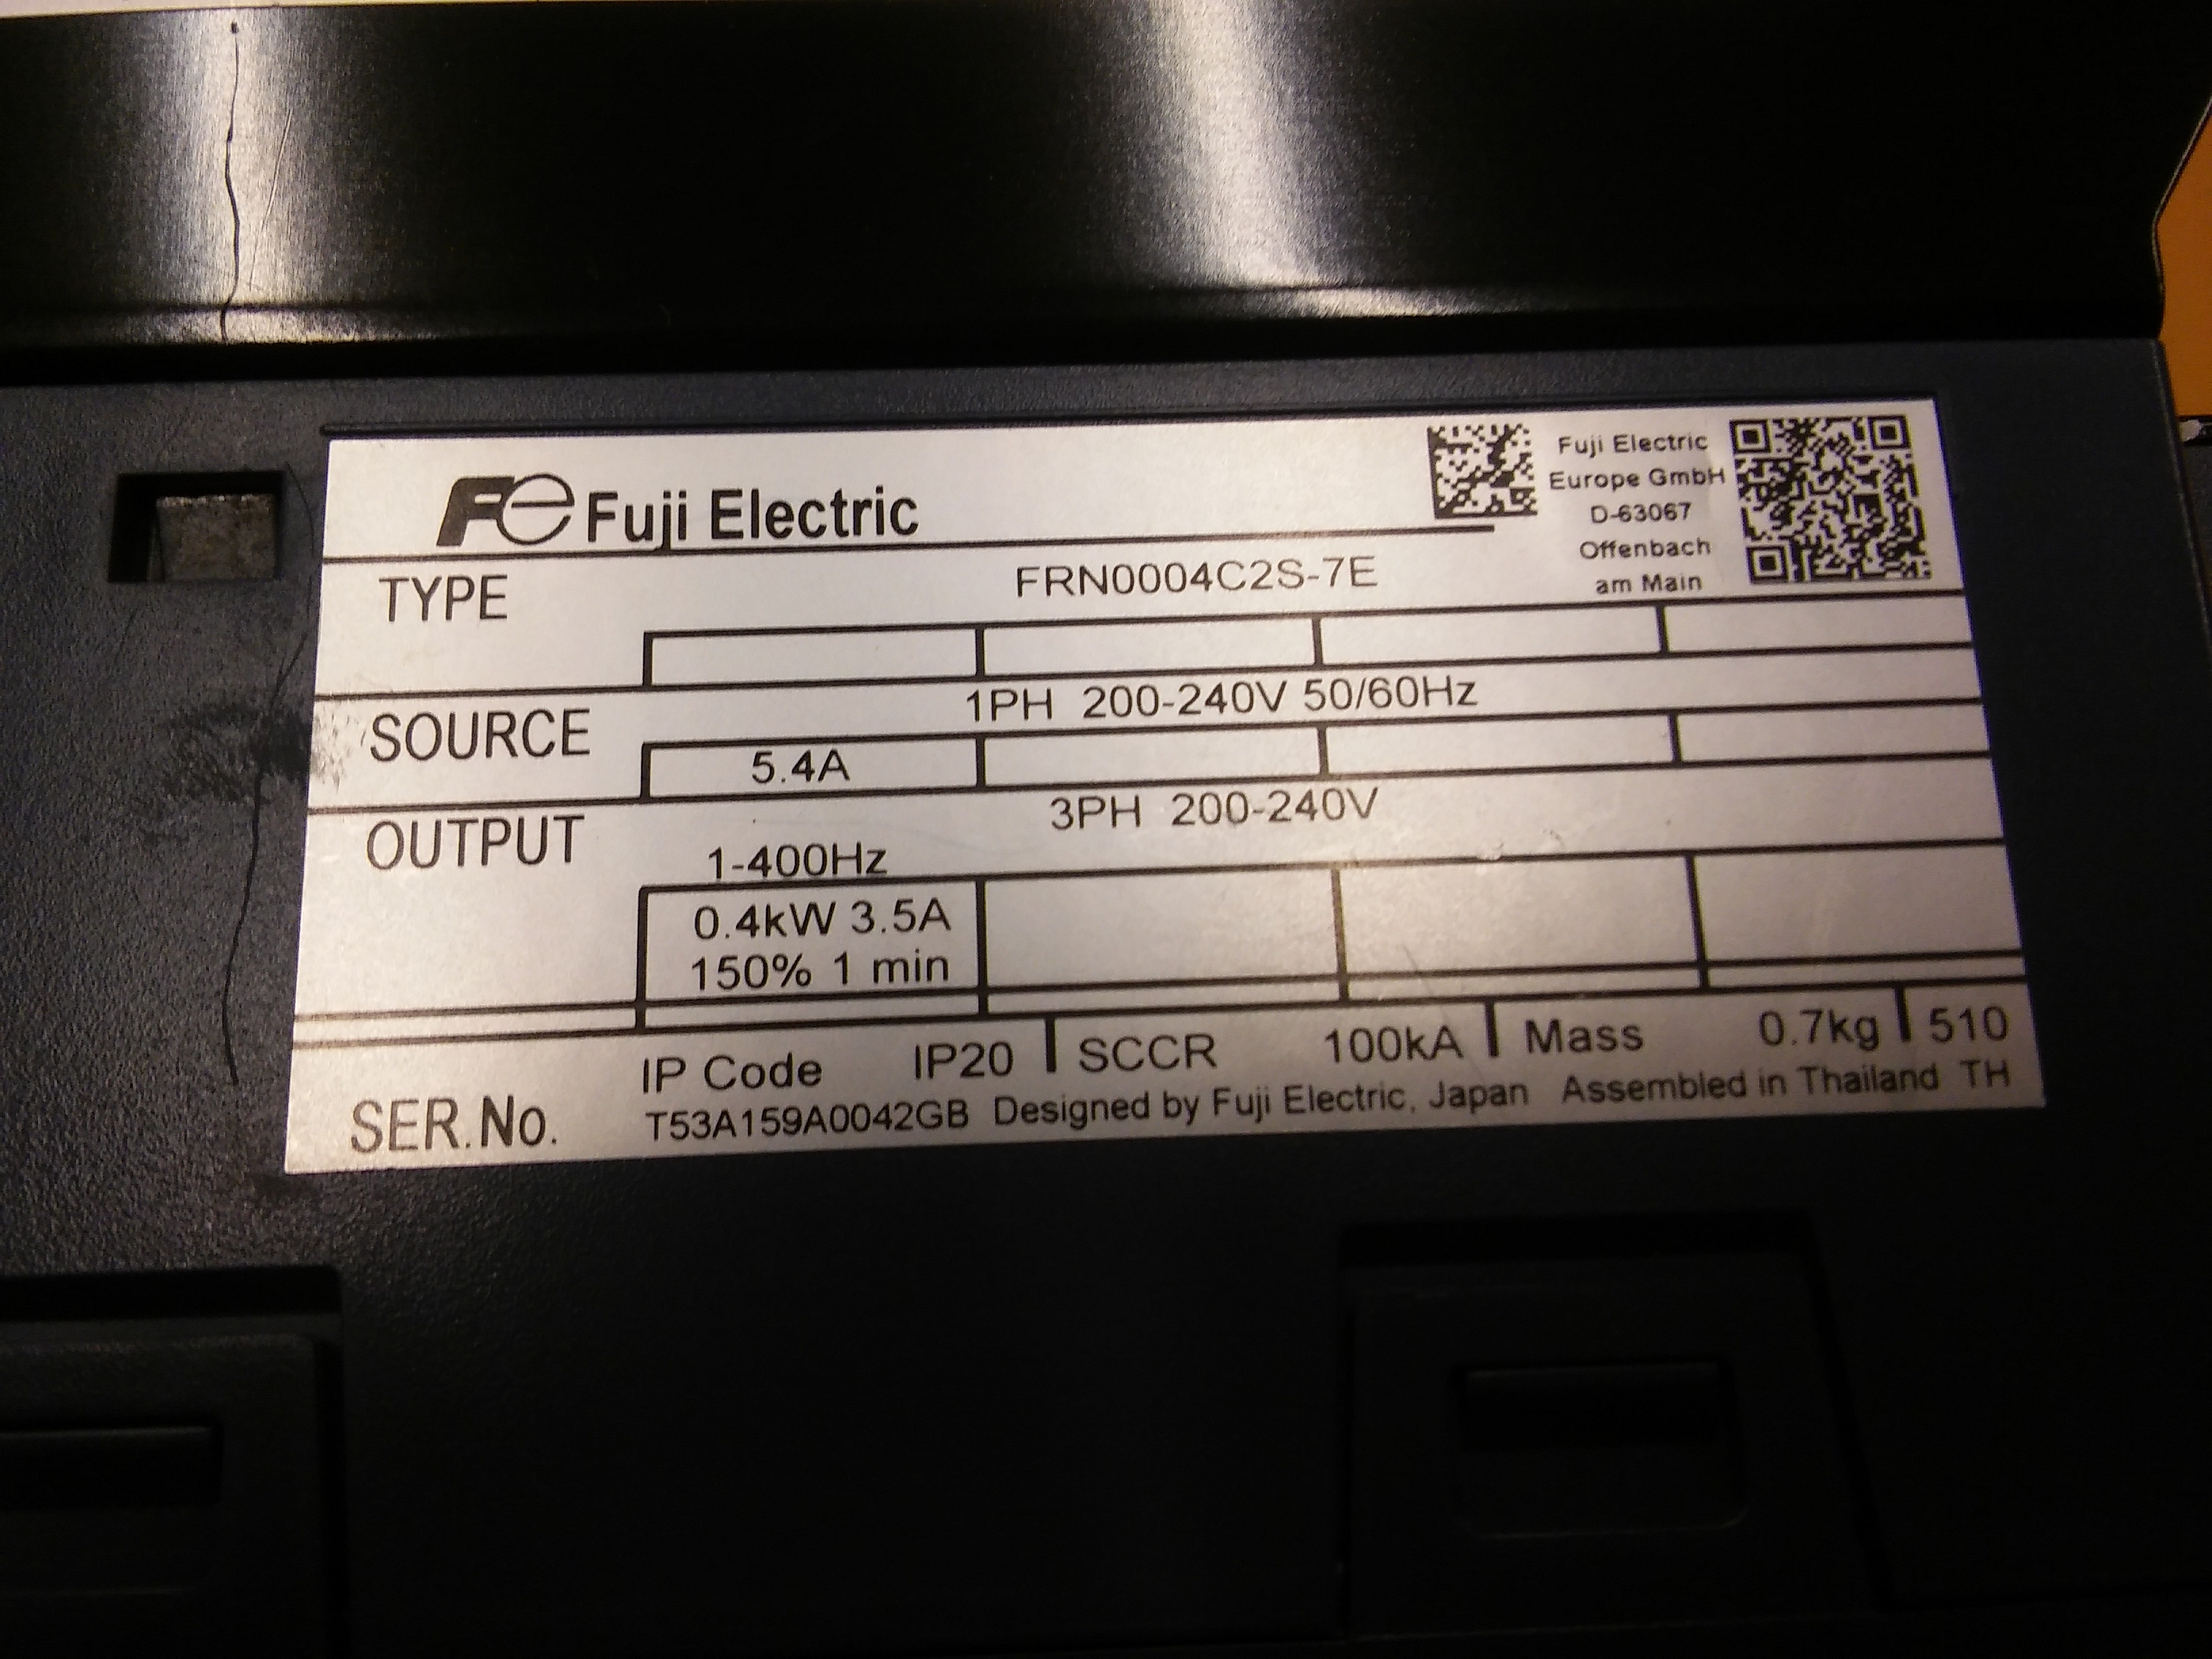 Fe Fuji Electric
Fuji Electric
Europe GmbH
D-63067
Offenbach
am Main
TYPE FRN0004C2S-7E
SOURCE 1PH 200-240V 50/60Hz
5.4A
OUTPUT 3PH 200-240V
1-400Hz
0.4kW 3.5A
150% 1 min
IP Code IP20 SCCR 100kA Mass 0.7kg 510
SER.No. T53A159A0042GB Designed by Fuji Electric, Japan Assembled in Thailand TH